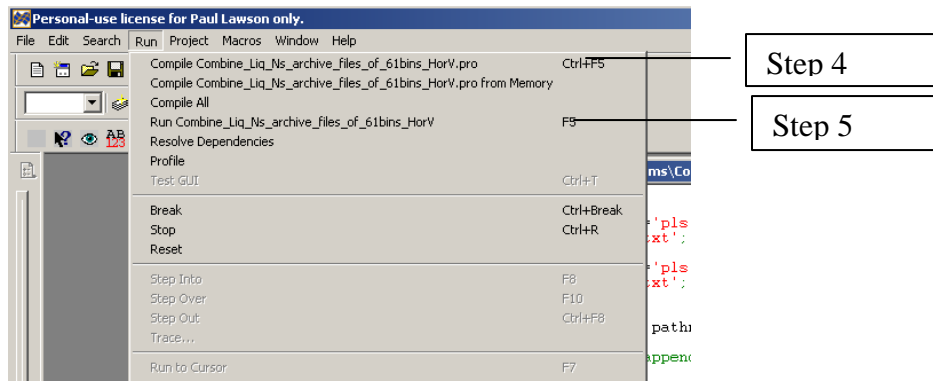 Personal-use license for Paul Lawson only.
File Edit Search Run Project Macros Window Help
Compile Combine_Liq_Ns_archive_files_of_61bins_HorV.pro Ctrl+F5
Compile Combine_Liq_Ns_archive_files_of_61bins_HorV.pro from Memory
Compile All
Run Combine_Liq_Ns_archive_files_of_61bins_HorV F5
Resolve Dependencies
Profile
Test GUI Ctrl+T
Break Ctrl+Break
Stop Ctrl+R
Reset
Step Into F8
Step Over F10
Step Out Ctrl+F8
Trace...
Run to Cursor F7
AB
123
ms\Co
='pls
xt';
='pls
xt';
path
append
Step 4
Step 5